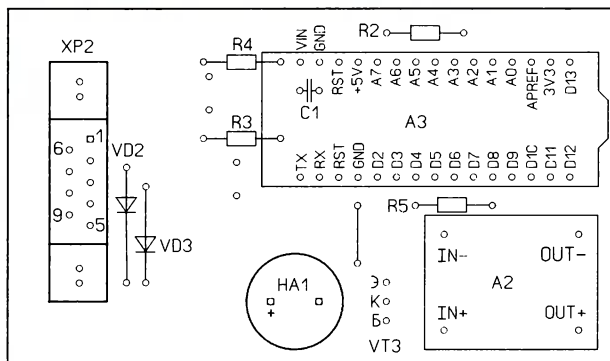 XP2
1
6
9
5
VD2
VD3
R4
R3
VIN
GND
R2
RST
+5V
A7
A6
A5
A4
A3
A2
A1
A0
APREF
3V3
D13
C1
A3
TX
RX
RST
GND
D2
D3
D4
D5
D6
D7
D8
D9
D10
D11
D12
R5
HA1
+
Э
К
Б
VT3
IN-
OUT-
A2
IN+
OUT+